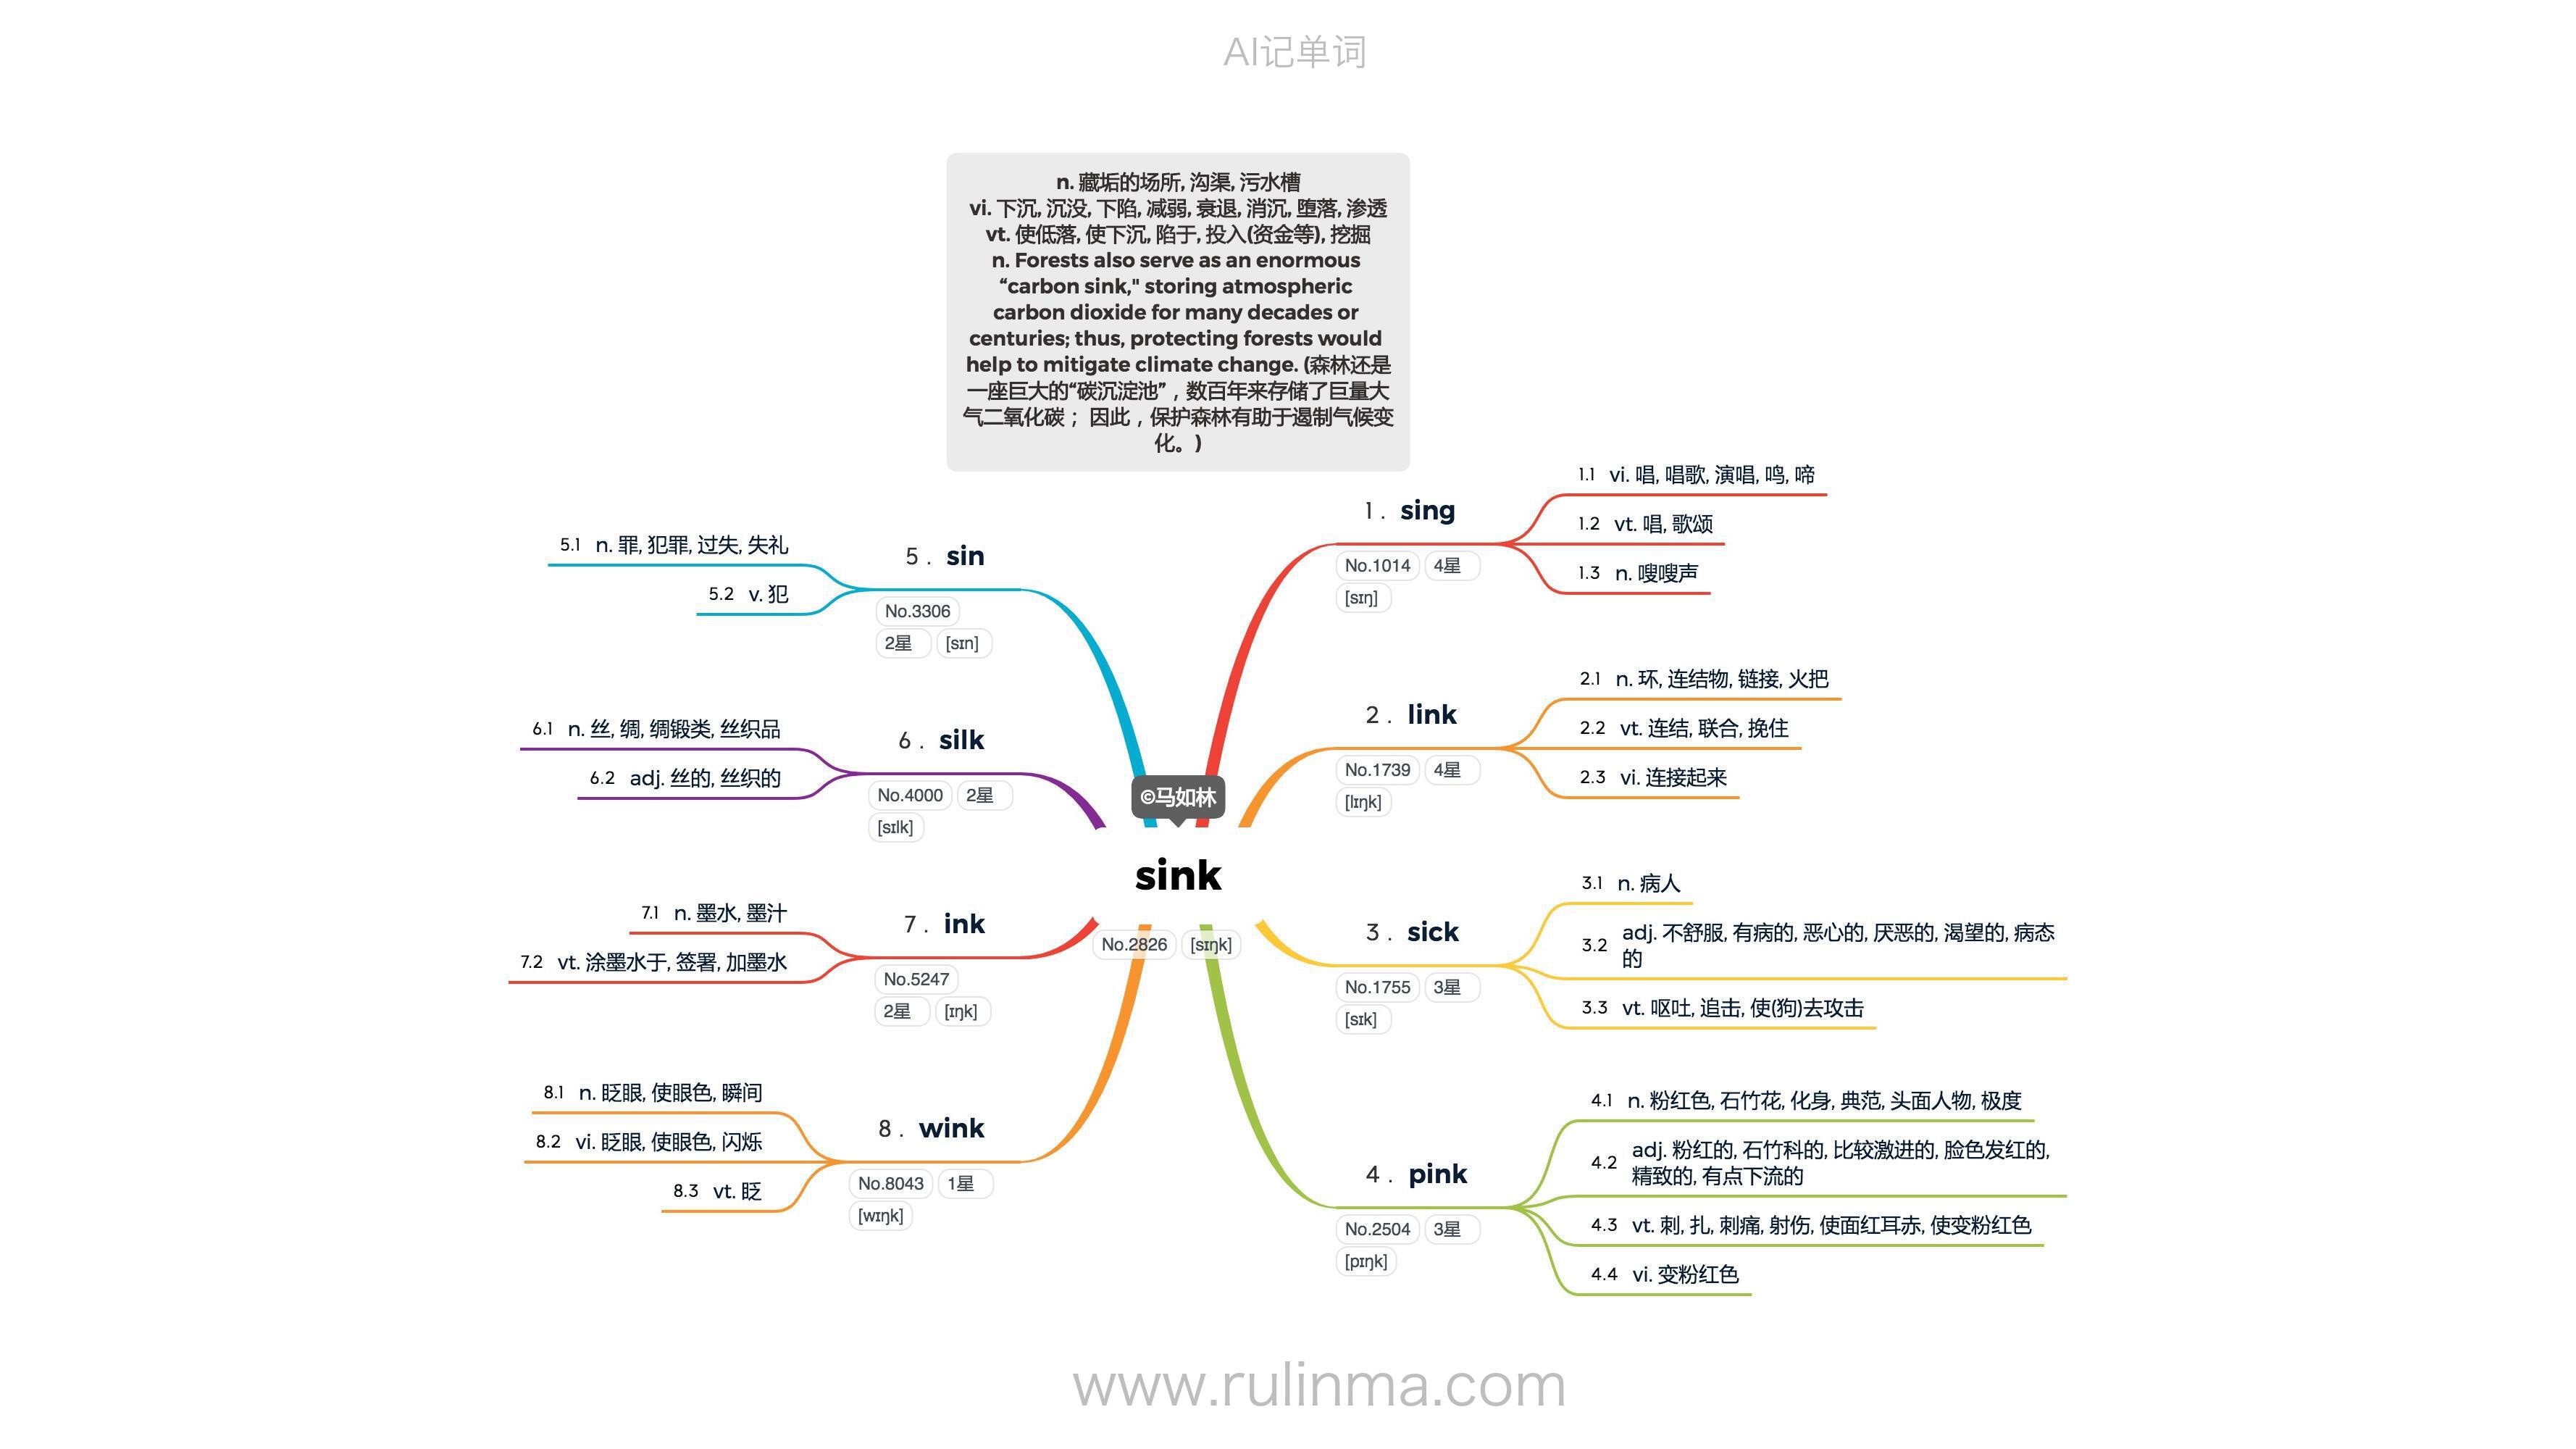 AI记单词
n. 藏垢的场所, 沟渠, 污水槽
vi. 下沉, 沉没, 下陷, 减弱, 衰退, 消沉, 堕落, 渗透
vt. 使低落, 使下沉, 陷于, 投入(资金等), 挖掘
n. Forests also serve as an enormous
“carbon sink," storing atmospheric
carbon dioxide for many decades or
centuries; thus, protecting forests would
help to mitigate climate change. (森林还是
一座巨大的“碳沉淀池”，数百年来存储了巨量大
气二氧化碳； 因此，保护森林有助于遏制气候变
化。)
©马如林
sink
No.2826 [sɪŋk]
1. sing
No.1014 4星
[sɪŋ]
1.1 vi. 唱, 唱歌, 演唱, 鸣, 啼
1.2 vt. 唱, 歌颂
1.3 n. 嗖嗖声
2. link
No.1739 4星
[lɪŋk]
2.1 n. 环, 连结物, 链接, 火把
2.2 vt. 连结, 联合, 挽住
2.3 vi. 连接起来
3. sick
No.1755 3星
[sɪk]
3.1 n. 病人
3.2 adj. 不舒服, 有病的, 恶心的, 厌恶的, 渴望的, 病态
的
3.3 vt. 呕吐, 追击, 使(狗)去攻击
4. pink
No.2504 3星
[pɪŋk]
4.1 n. 粉红色, 石竹花, 化身, 典范, 头面人物, 极度
4.2 adj. 粉红的, 石竹科的, 比较激进的, 脸色发红的,
精致的, 有点下流的
4.3 vt. 刺, 扎, 刺痛, 射伤, 使面红耳赤, 使变粉红色
4.4 vi. 变粉红色
5. sin
No.3306
2星 [sɪn]
5.1 n. 罪, 犯罪, 过失, 失礼
5.2 v. 犯
6. silk
No.4000 2星
[sɪlk]
6.1 n. 丝, 绸, 绸锻类, 丝织品
6.2 adj. 丝的, 丝织的
7. ink
No.5247
2星 [ɪŋk]
7.1 n. 墨水, 墨汁
7.2 vt. 涂墨水于, 签署, 加墨水
8. wink
No.8043 1星
[wɪŋk]
8.1 n. 眨眼, 使眼色, 瞬间
8.2 vi. 眨眼, 使眼色, 闪烁
8.3 vt. 眨
www.rulinma.com